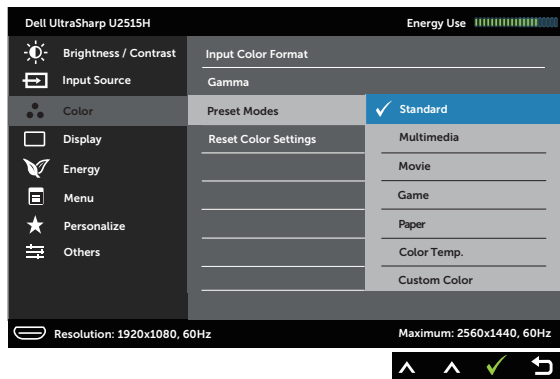 Dell UltraSharp U2515H
Energy Use
Brightness / Contrast
Input Source
Color
Display
Energy
Menu
Personalize
Others
Input Color Format
Gamma
Preset Modes
Reset Color Settings
Standard
Multimedia
Movie
Game
Paper
Color Temp.
Custom Color
Resolution: 1920x1080, 60Hz
Maximum: 2560x1440, 60Hz